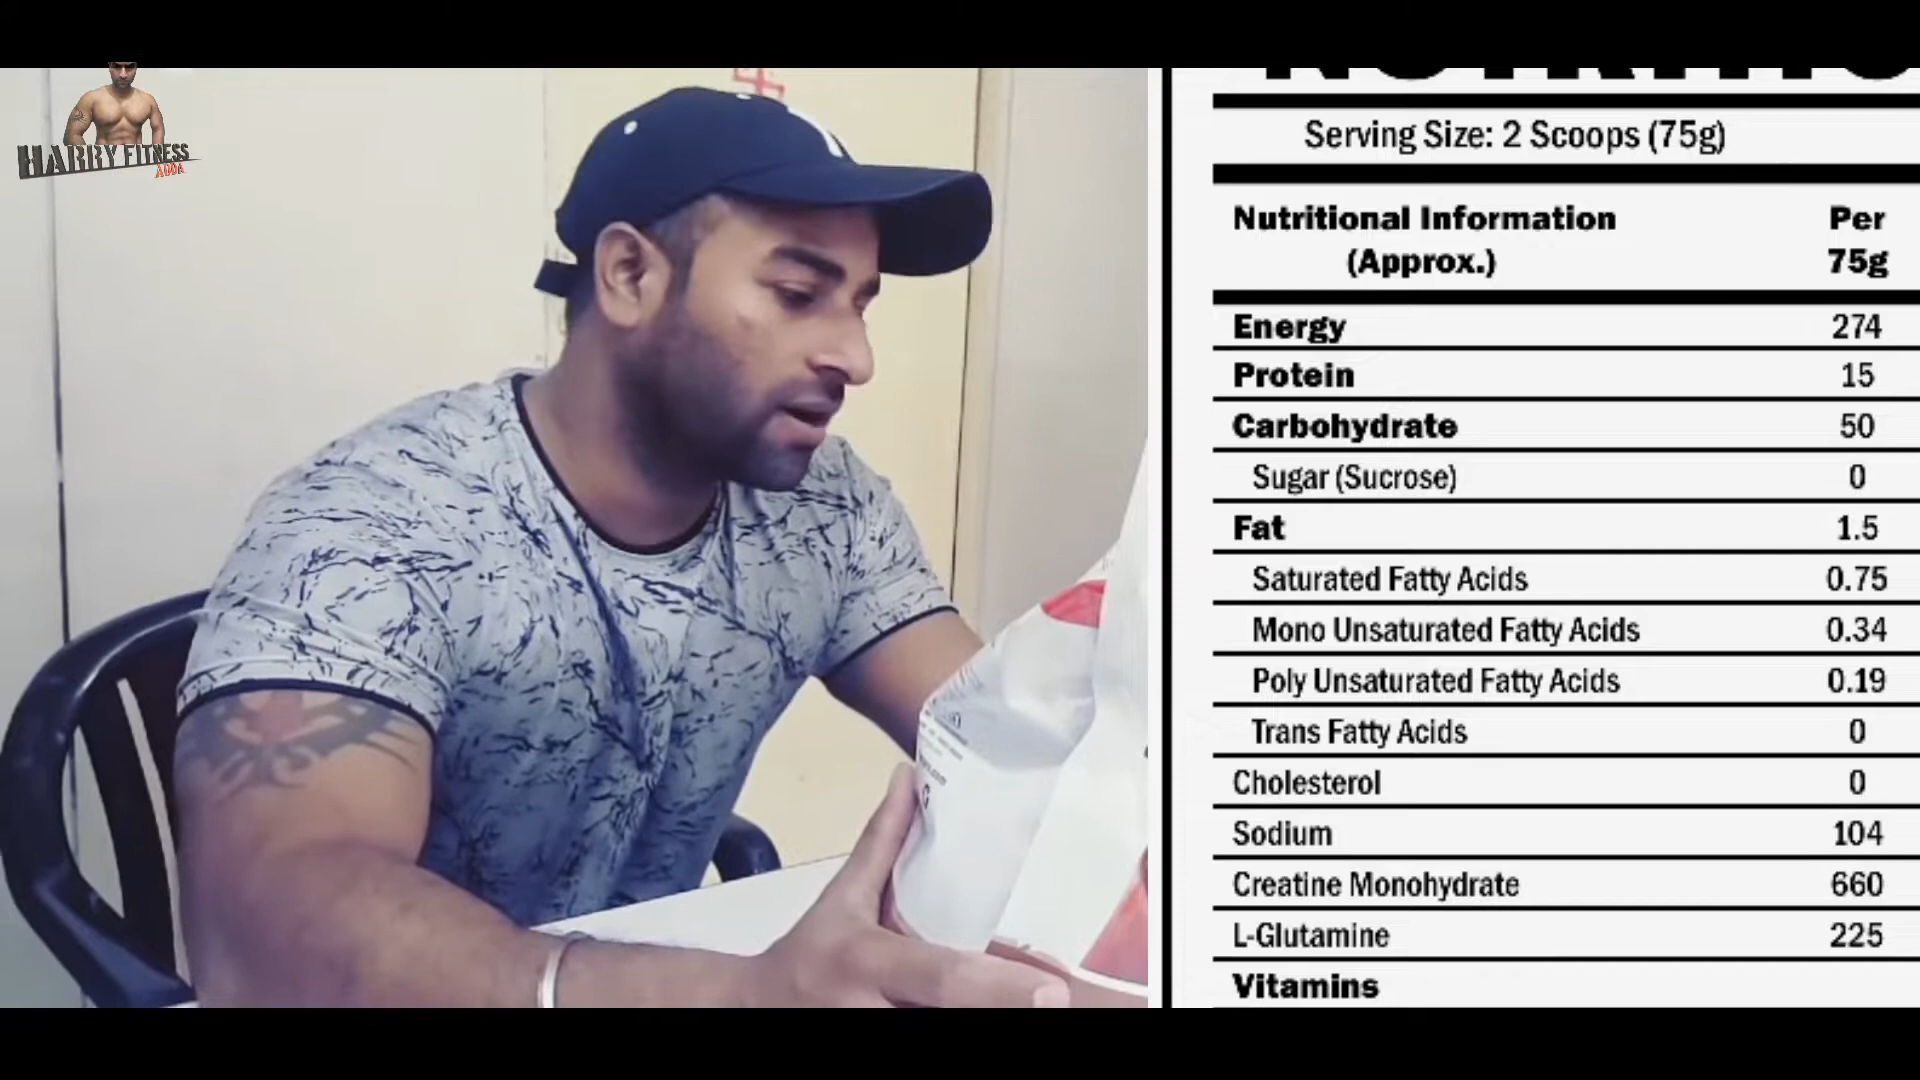 HARRY FITNESS
ADDA
Serving Size: 2 Scoops (75g)
Nutritional Information Per
(Approx.) 75g
Energy 274
Protein 15
Carbohydrate 50
Sugar (Sucrose) 0
Fat 1.5
Saturated Fatty Acids 0.75
Mono Unsaturated Fatty Acids 0.34
Poly Unsaturated Fatty Acids 0.19
Trans Fatty Acids 0
Cholesterol 0
Sodium 104
Creatine Monohydrate 660
L-Glutamine 225
Vitamins